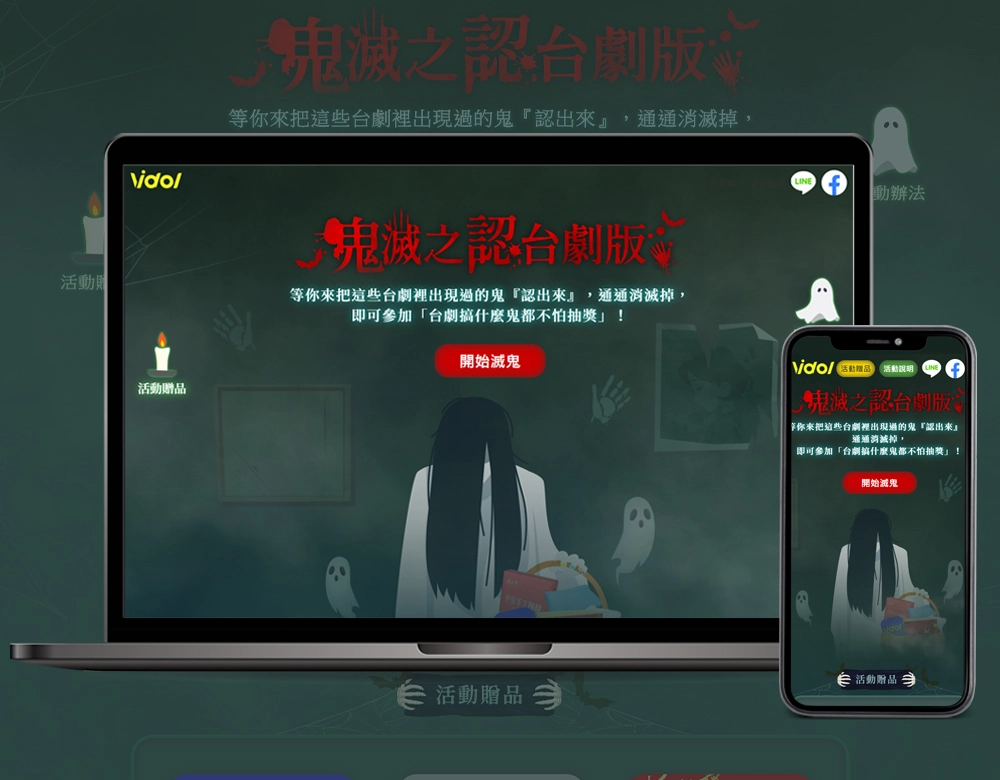 鬼滅之認台劇版
等你來把這些台劇裡出現過的鬼『認出來』，通通消滅掉，
動辦法
活動贈
Vidol
LINE
f
鬼滅之認台劇版
等你來把這些台劇裡出現過的鬼『認出來』，通通消滅掉，
即可參加「台劇搞什麼鬼都不怕抽獎」！
開始滅鬼
活動贈品
Vidol
活動贈品
活動說明
LINE
f
鬼滅之認台劇版
等你來把這些台劇裡出現過的鬼『認出來』
通通消滅掉，
即可參加「台劇搞什麼鬼都不怕抽獎」！
開始滅鬼
活動贈品
活動贈品